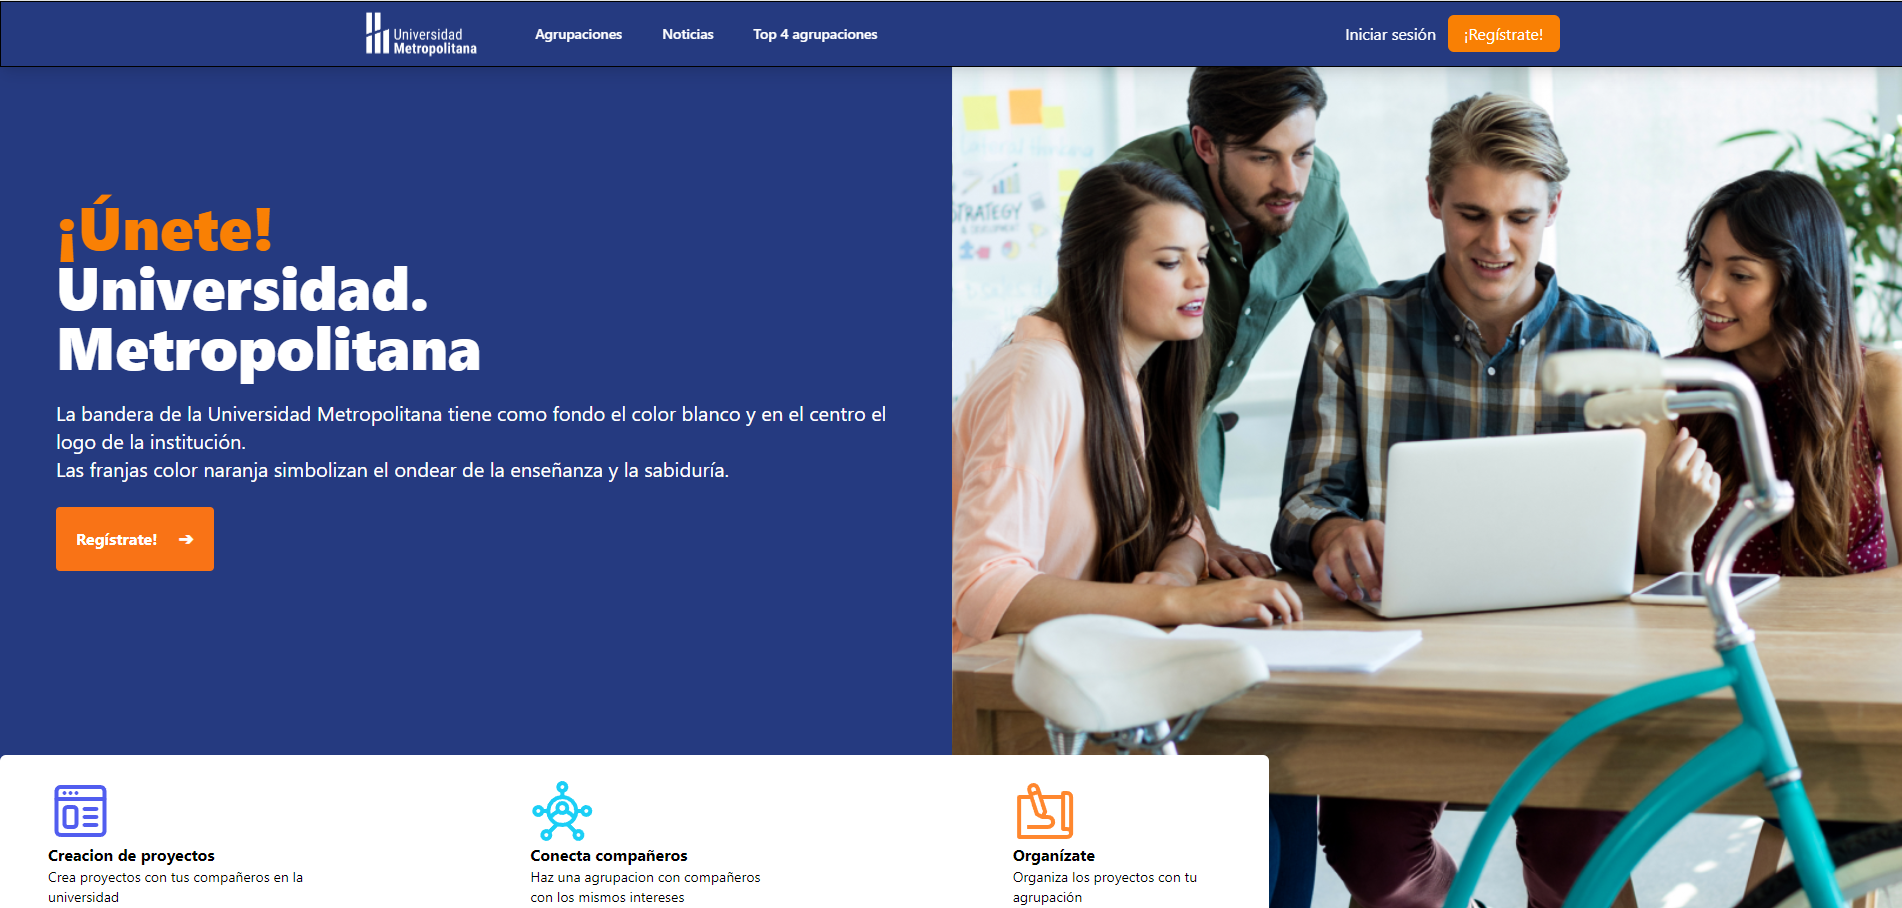 Universidad
Metropolitana
Agrupaciones
Noticias
Top 4 agrupaciones
Iniciar sesión
¡Regístrate!
¡Únete!
Universidad.
Metropolitana
La bandera de la Universidad Metropolitana tiene como fondo el color blanco y en el centro el
logo de la institución.
Las franjas color naranja simbolizan el ondear de la enseñanza y la sabiduría.
Regístrate! ➔
STRATEGY
& DEVELOPMENT
Creacion de proyectos
Crea proyectos con tus compañeros en la
universidad
Conecta compañeros
Haz una agrupacion con compañeros
con los mismos intereses
Organízate
Organiza los proyectos con tu
agrupación